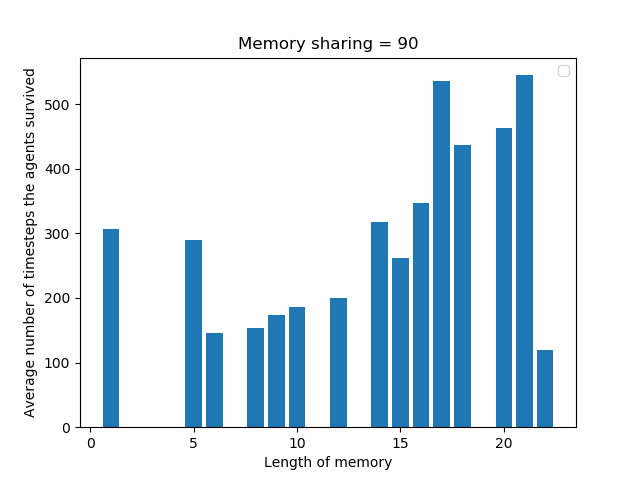 Memory sharing = 90
Average number of timesteps the agents survived
500
400
300
200
100
0
0 5 10 15 20
Length of memory